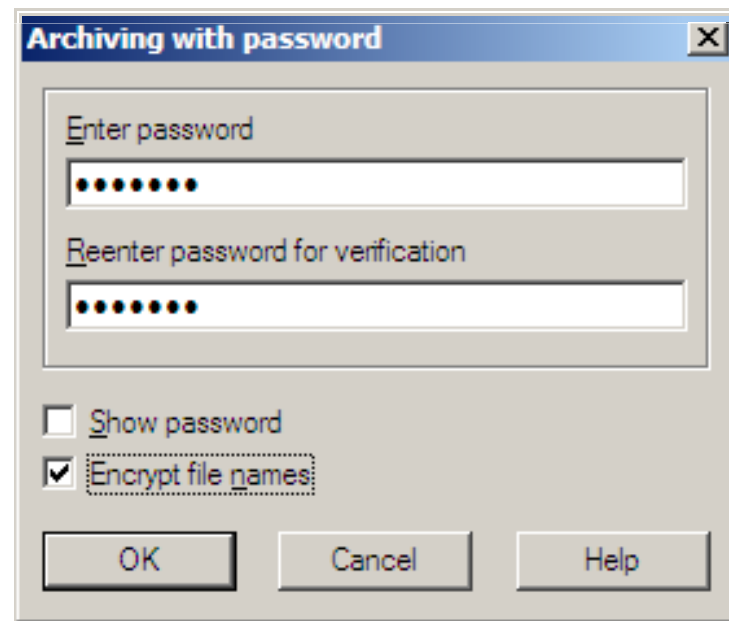 Archiving with password
Enter password
•••••••
Reenter password for verification
•••••••
Show password
Encrypt file names
OK Cancel Help